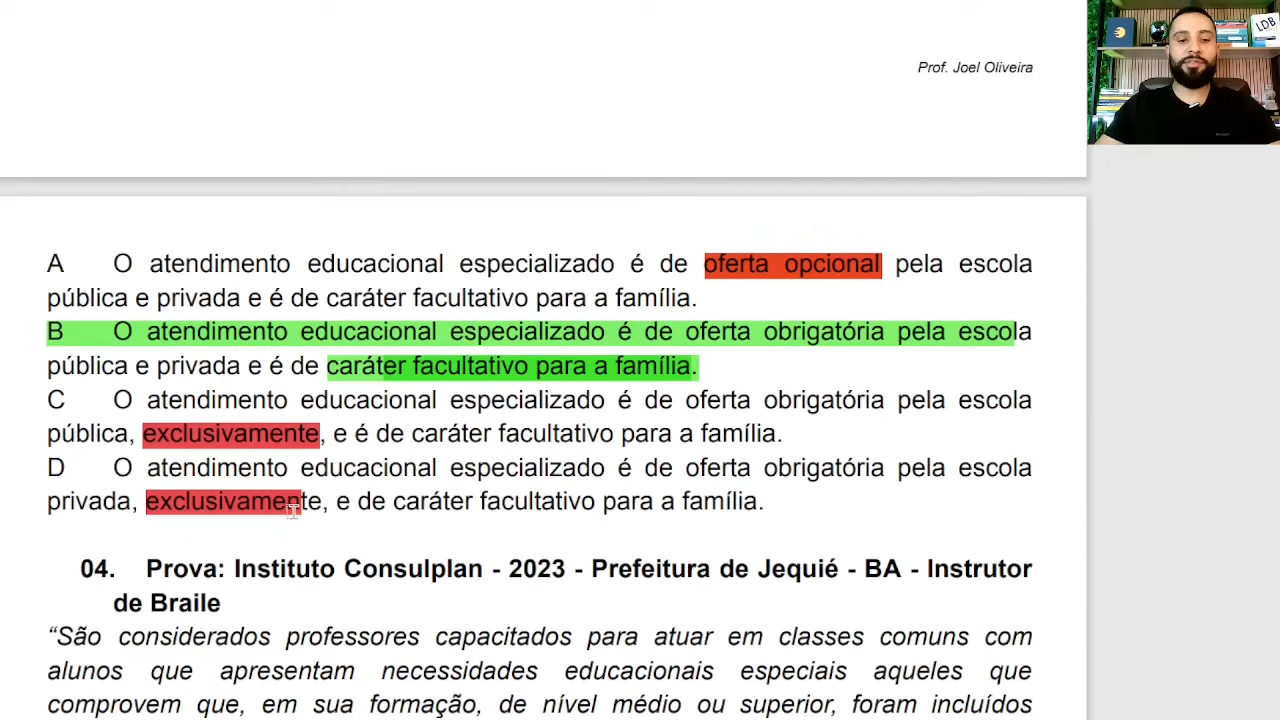 LDB
Prof. Joel Oliveira
A O atendimento educacional especializado é de oferta opcional pela escola
pública e privada e é de caráter facultativo para a família.
B O atendimento educacional especializado é de oferta obrigatória pela escola
pública e privada e é de caráter facultativo para a família.
C O atendimento educacional especializado é de oferta obrigatória pela escola
pública, exclusivamente, e é de caráter facultativo para a família.
D O atendimento educacional especializado é de oferta obrigatória pela escola
privada, exclusivamente, e de caráter facultativo para a família.
04. Prova: Instituto Consulplan - 2023 - Prefeitura de Jequié - BA - Instrutor
de Braile
“São considerados professores capacitados para atuar em classes comuns com
alunos que apresentam necessidades educacionais especiais aqueles que
comprovem que, em sua formação, de nível médio ou superior, foram incluídos